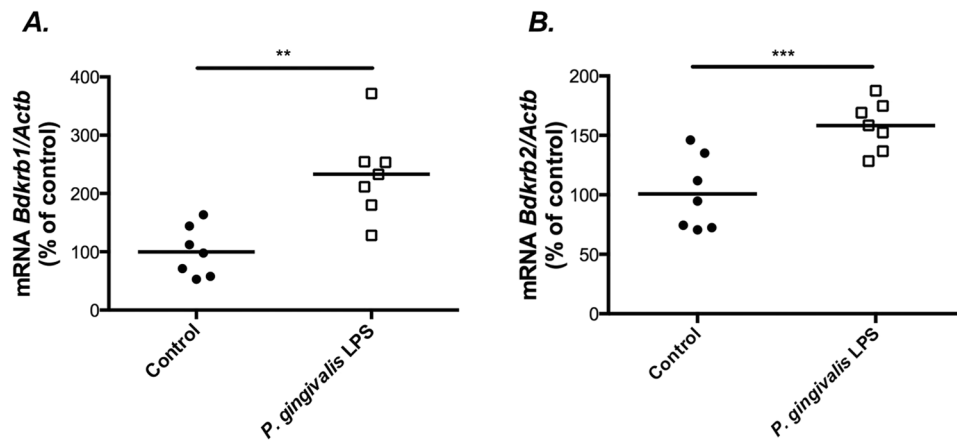 A.
**
mRNA Bdkrb1/Actb
(% of control)
400
300
200
100
0
Control
P. gingivalis LPS
B.
***
mRNA Bdkrb2/Actb
(% of control)
200
150
100
50
0
Control
P. gingivalis LPS